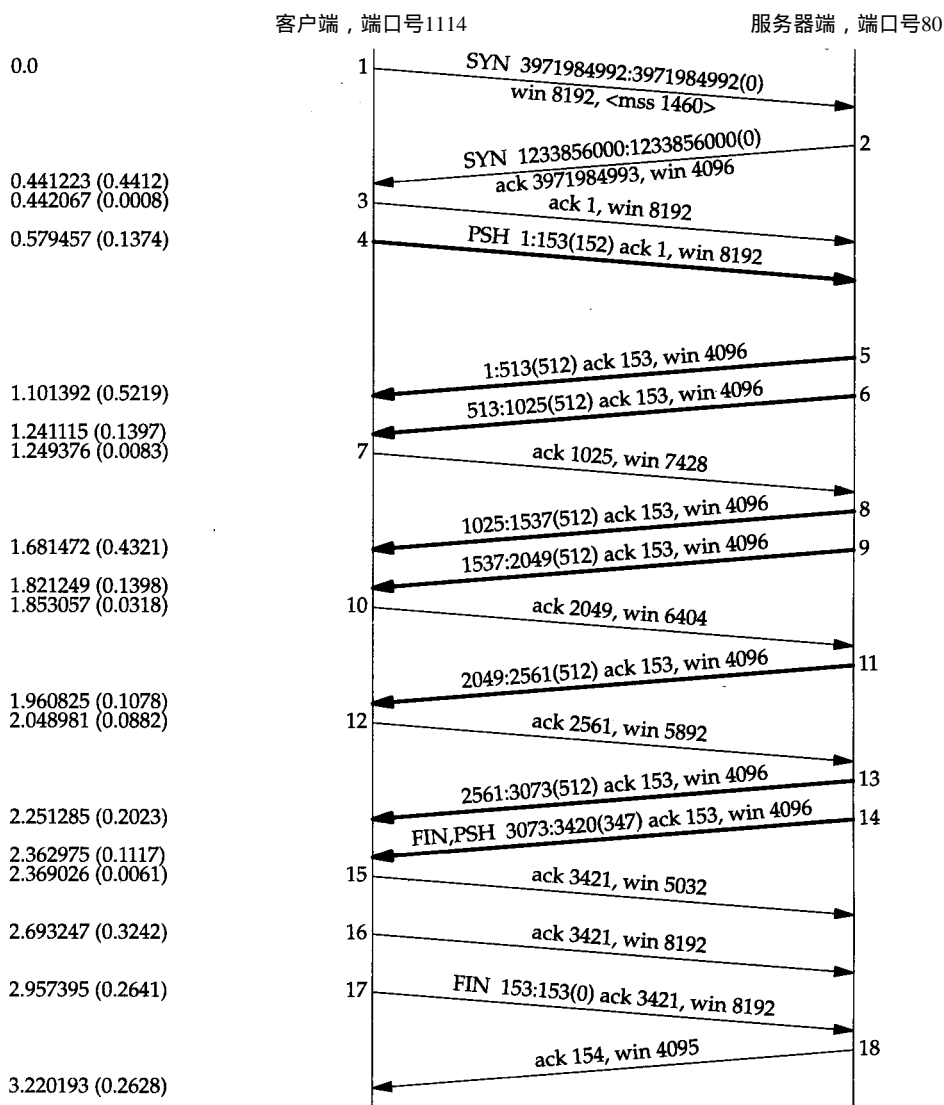 客户端，端口号1114
服务器端，端口号80
0.0
1
SYN 3971984992:3971984992(0)
win 8192, <mss 1460>
2
SYN 1233856000:1233856000(0)
ack 3971984993, win 4096
0.441223 (0.4412)
0.442067 (0.0008)
3
ack 1, win 8192
0.579457 (0.1374)
4
PSH 1:153(152) ack 1, win 8192
5
1:513(512) ack 153, win 4096
1.101392 (0.5219)
6
513:1025(512) ack 153, win 4096
1.241115 (0.1397)
1.249376 (0.0083)
7
ack 1025, win 7428
8
1025:1537(512) ack 153, win 4096
1.681472 (0.4321)
9
1537:2049(512) ack 153, win 4096
1.821249 (0.1398)
1.853057 (0.0318)
10
ack 2049, win 6404
11
2049:2561(512) ack 153, win 4096
1.960825 (0.1078)
2.048981 (0.0882)
12
ack 2561, win 5892
13
2561:3073(512) ack 153, win 4096
2.251285 (0.2023)
14
FIN,PSH 3073:3420(347) ack 153, win 4096
2.362975 (0.1117)
2.369026 (0.0061)
15
ack 3421, win 5032
2.693247 (0.3242)
16
ack 3421, win 8192
2.957395 (0.2641)
17
FIN 153:153(0) ack 3421, win 8192
18
ack 154, win 4095
3.220193 (0.2628)